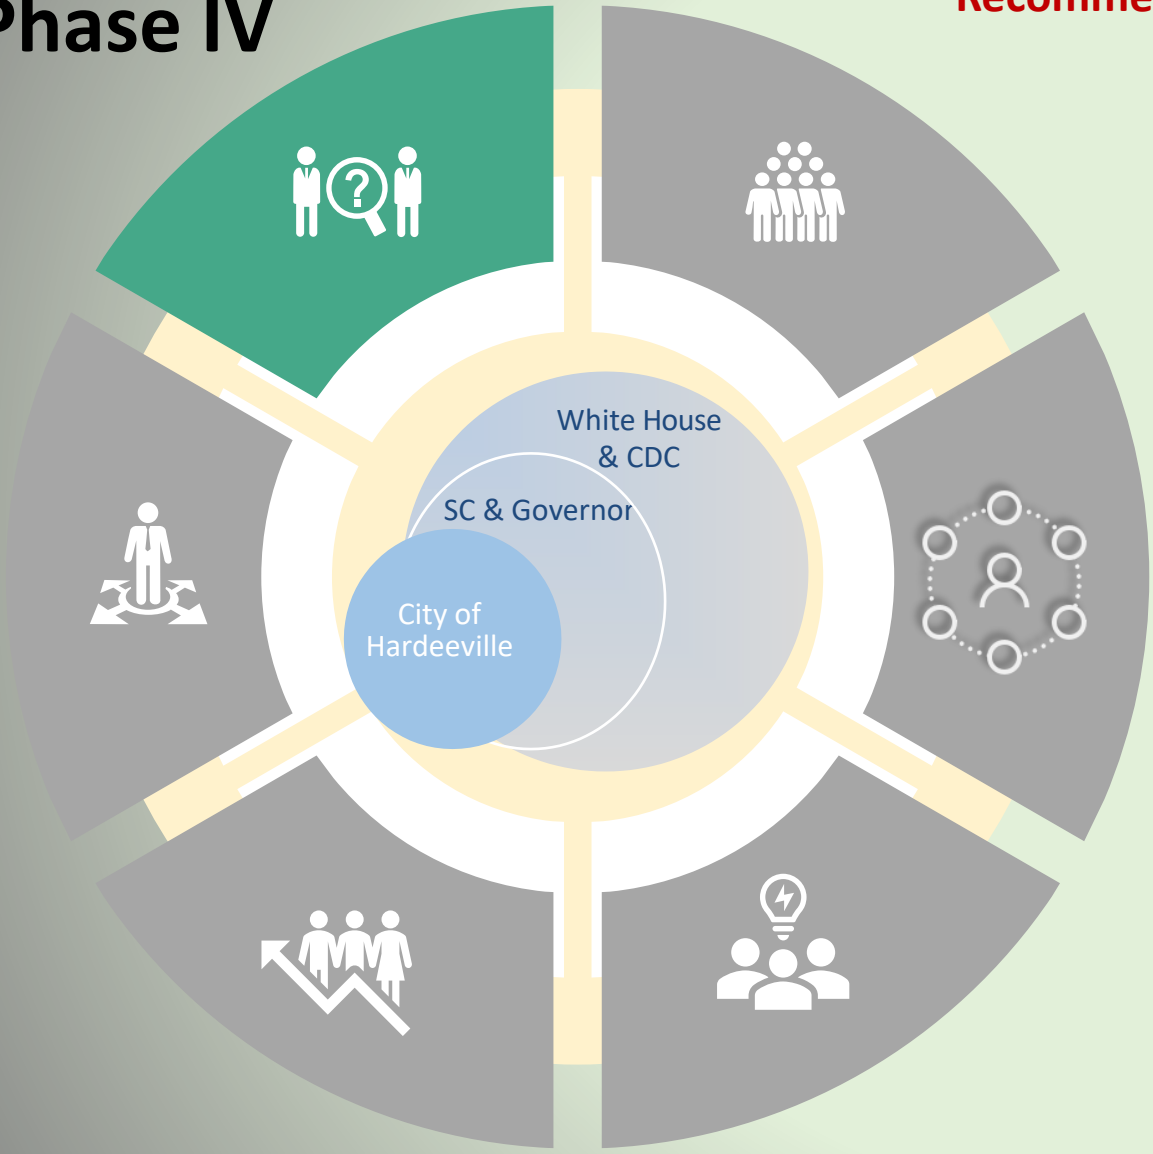 Phase IV
White House
& CDC
SC & Governor
City of
Hardeeville
?